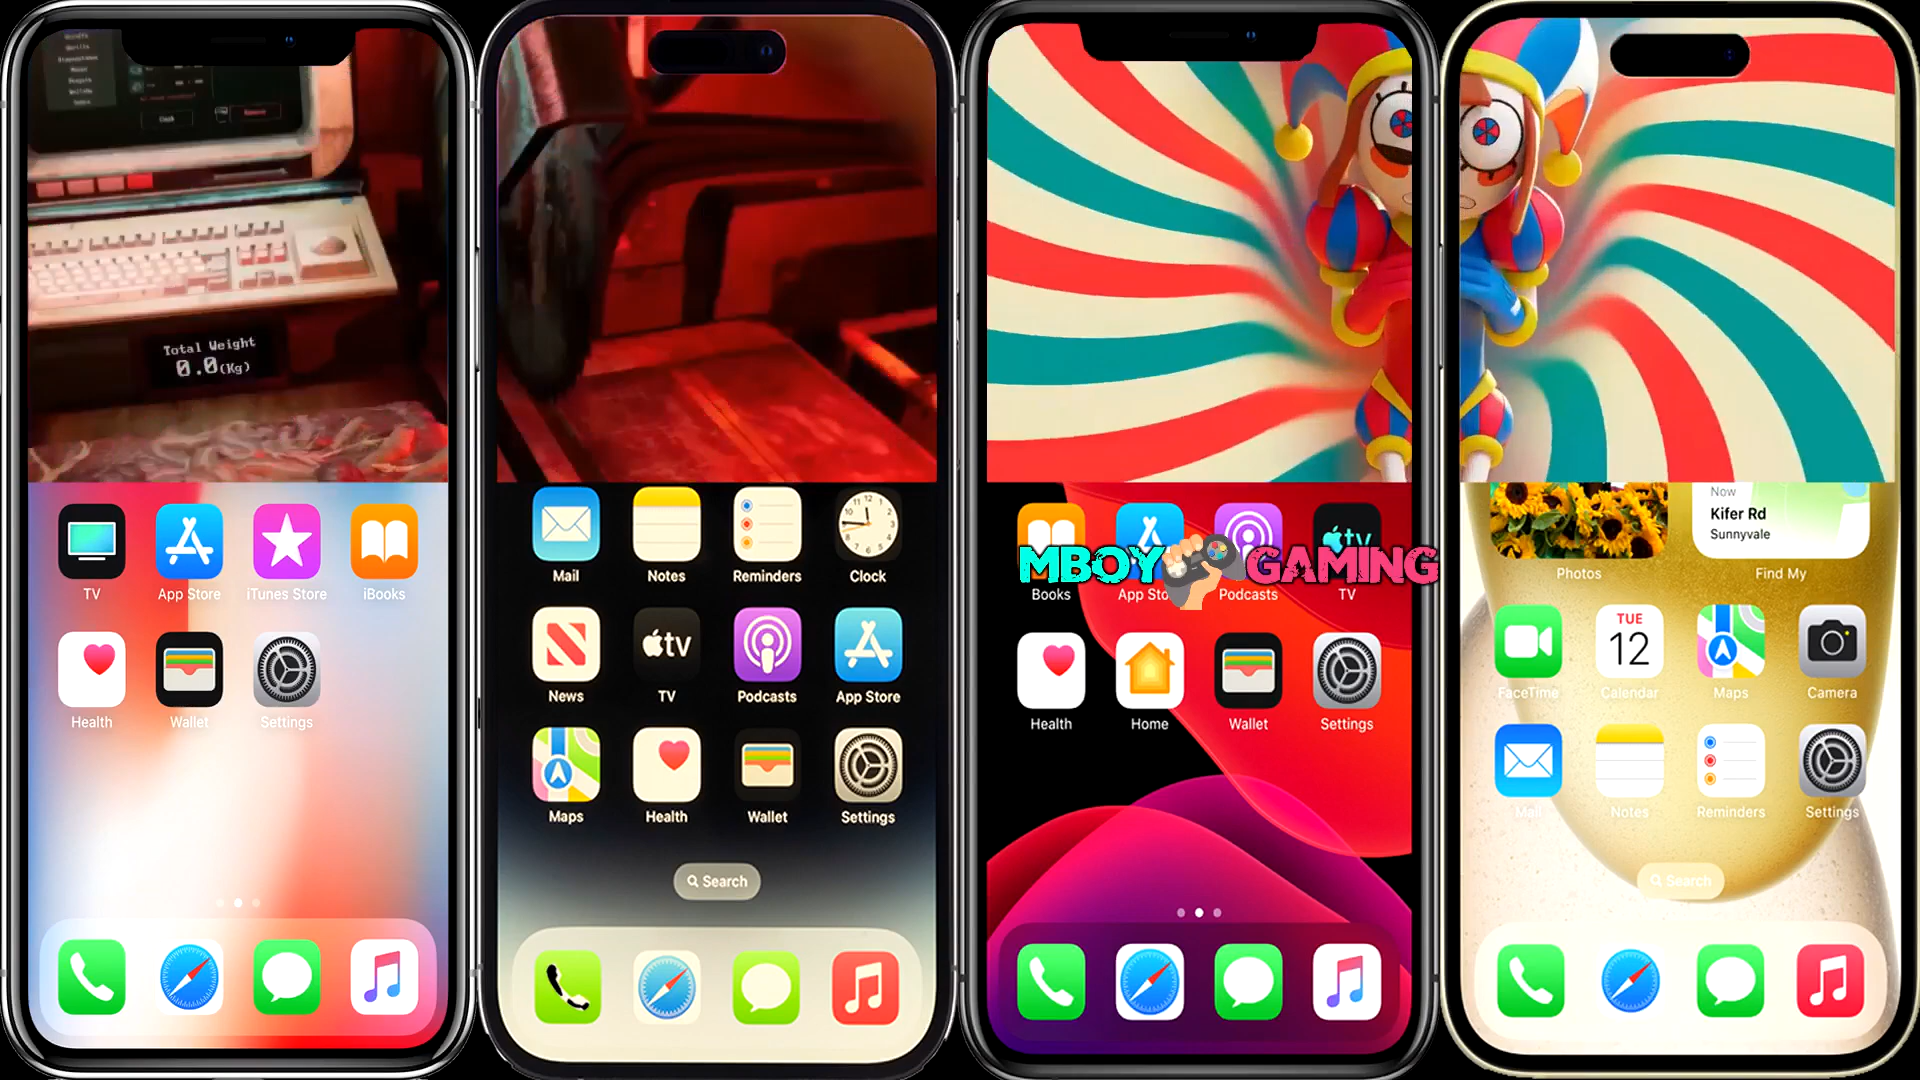 Total Weight
0.0(Kg)
TV
App Store
iTunes Store
iBooks
Health
Wallet
Settings
Mail
Notes
Reminders
Clock
News
tv
TV
Podcasts
App Store
Maps
Health
Wallet
Settings
Search
tv
MBOY GAMING
Books
App Sto
Podcasts
TV
Health
Home
Wallet
Settings
Now
Kifer Rd
Sunnyvale
Photos
Find My
TUE
12
FaceTime
Calendar
Maps
Camera
Mail
Notes
Reminders
Settings
Search